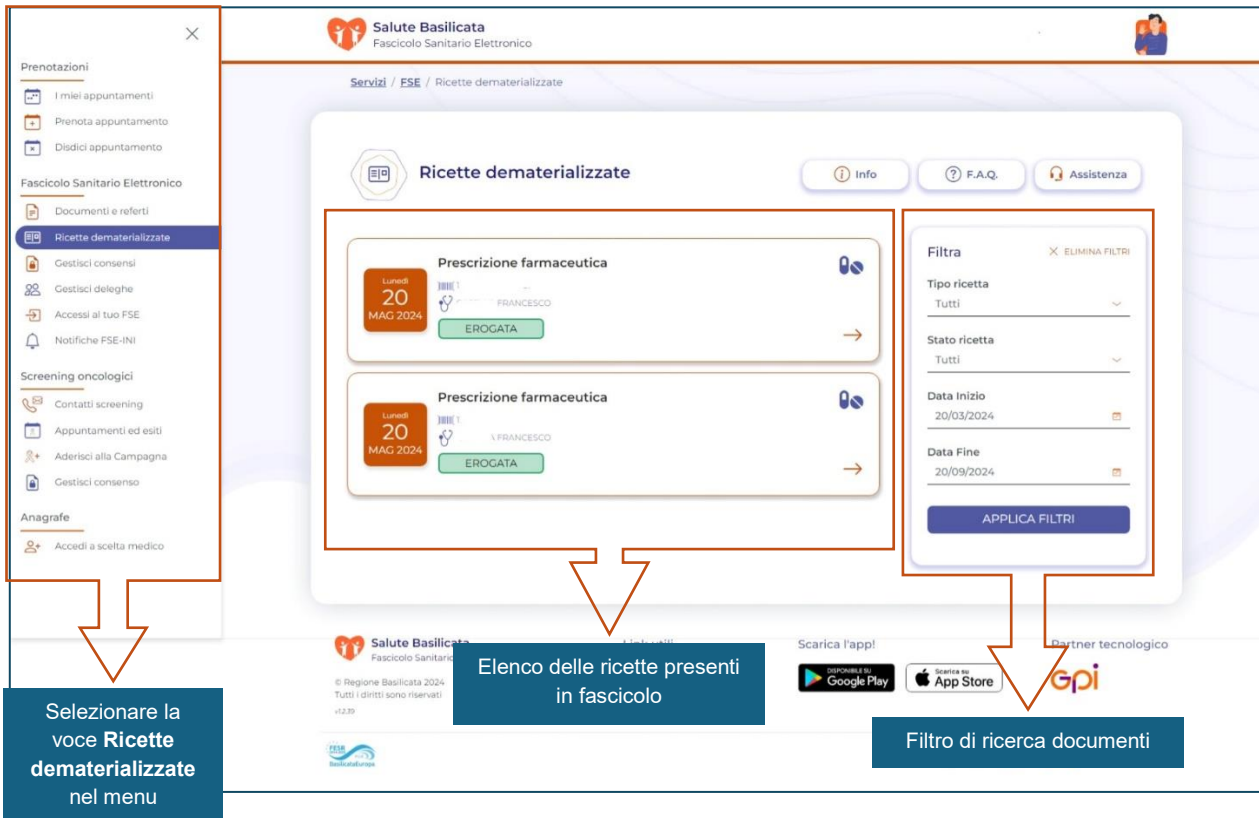 Prenotazioni
I miei appuntamenti
Prenota appuntamento
Disdici appuntamento
Fascicolo Sanitario Elettronico
Documenti e referti
Ricette dematerializzate
Gestisci consensi
Gestisci deleghe
Accessi al tuo FSE
Notifiche FSE-INI
Screening oncologici
Contatti screening
Appuntamenti ed esiti
Aderisci alla Campagna
Gestisci consenso
Anagrafe
Accedi a scelta medico
Selezionare la
voce Ricette
dematerializzate
nel menu
Salute Basilicata
Fascicolo Sanitario Elettronico
Servizi / FSE / Ricette dematerializzate
Ricette dematerializzate
Info
F.A.Q.
Assistenza
Lunedì
20
MAG 2024
Prescrizione farmaceutica
FRANCESCO
EROGATA
Lunedì
20
MAG 2024
Prescrizione farmaceutica
FRANCESCO
EROGATA
Filtra
ELIMINA FILTRI
Tipo ricetta
Tutti
Stato ricetta
Tutti
Data Inizio
20/03/2024
Data Fine
20/09/2024
APPLICA FILTRI
Elenco delle ricette presenti
in fascicolo
Filtro di ricerca documenti
Salute Basilicata
Fascicolo Sanitario
© Regione Basilicata 2024
Tutti i diritti sono riservati
Scarica l'app!
DISPONIBILE SU
Google Play
Scarica su
App Store
Partner tecnologico
Gpi
FESR
BasilicataEuropa